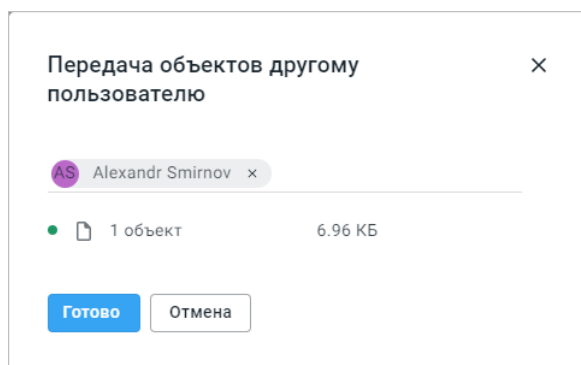 Передача объектов другому
пользователю
AS Alexandr Smirnov ×
1 объект 6.96 КБ
Готово Отмена